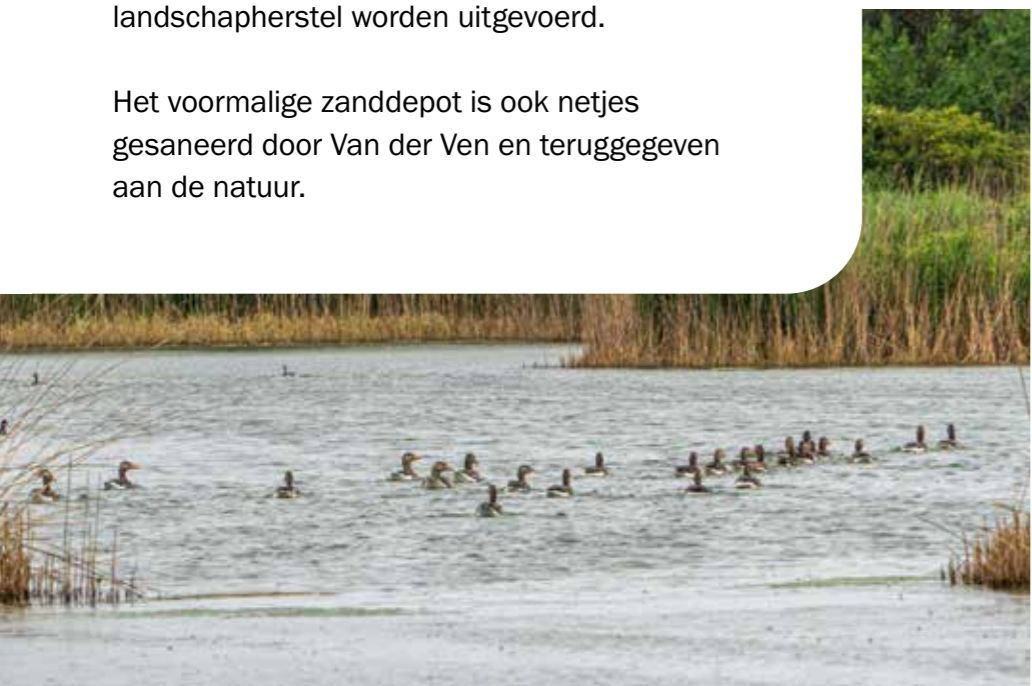 landschapherstel worden uitgevoerd.
Het voormalige zanddepot is ook netjes
gesaneerd door Van der Ven en teruggegeven
aan de natuur.